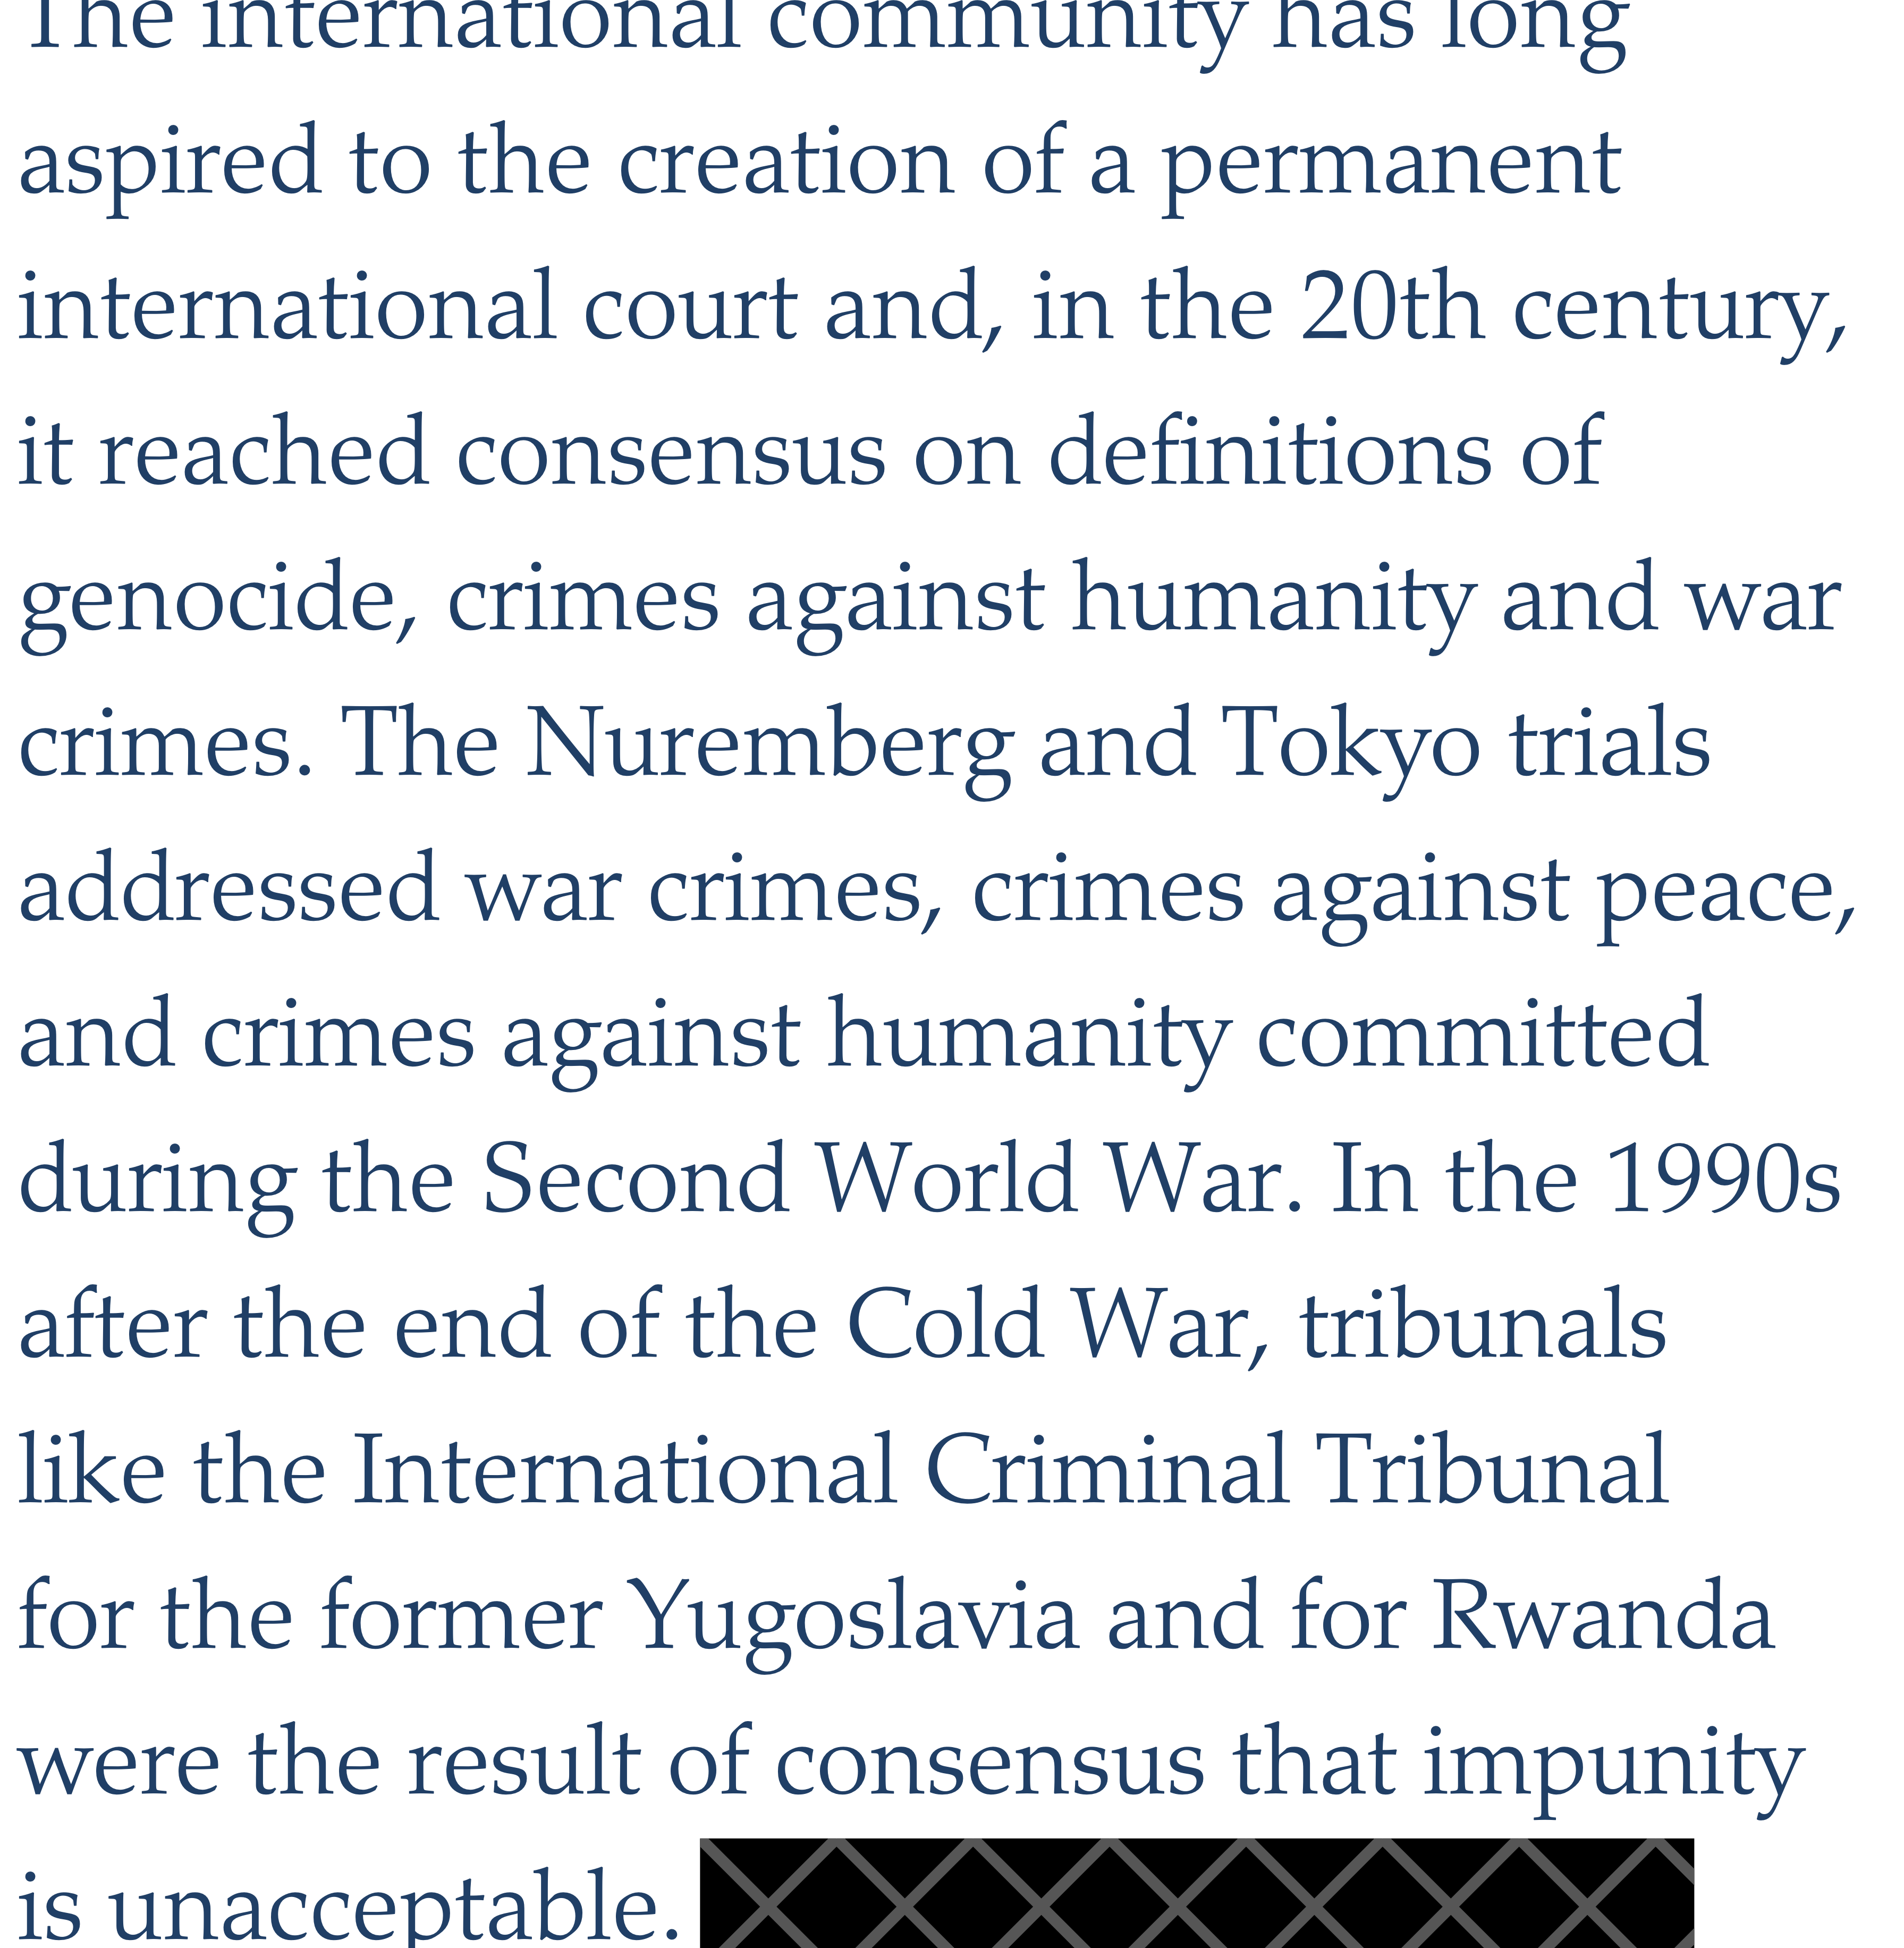 The international community has long
aspired to the creation of a permanent
international court and, in the 20th century,
it reached consensus on definitions of
genocide, crimes against humanity and war
crimes. The Nuremberg and Tokyo trials
addressed war crimes, crimes against peace,
and crimes against humanity committed
during the Second World War. In the 1990s
after the end of the Cold War, tribunals
like the International Criminal Tribunal
for the former Yugoslavia and for Rwanda
were the result of consensus that impunity
is unacceptable.